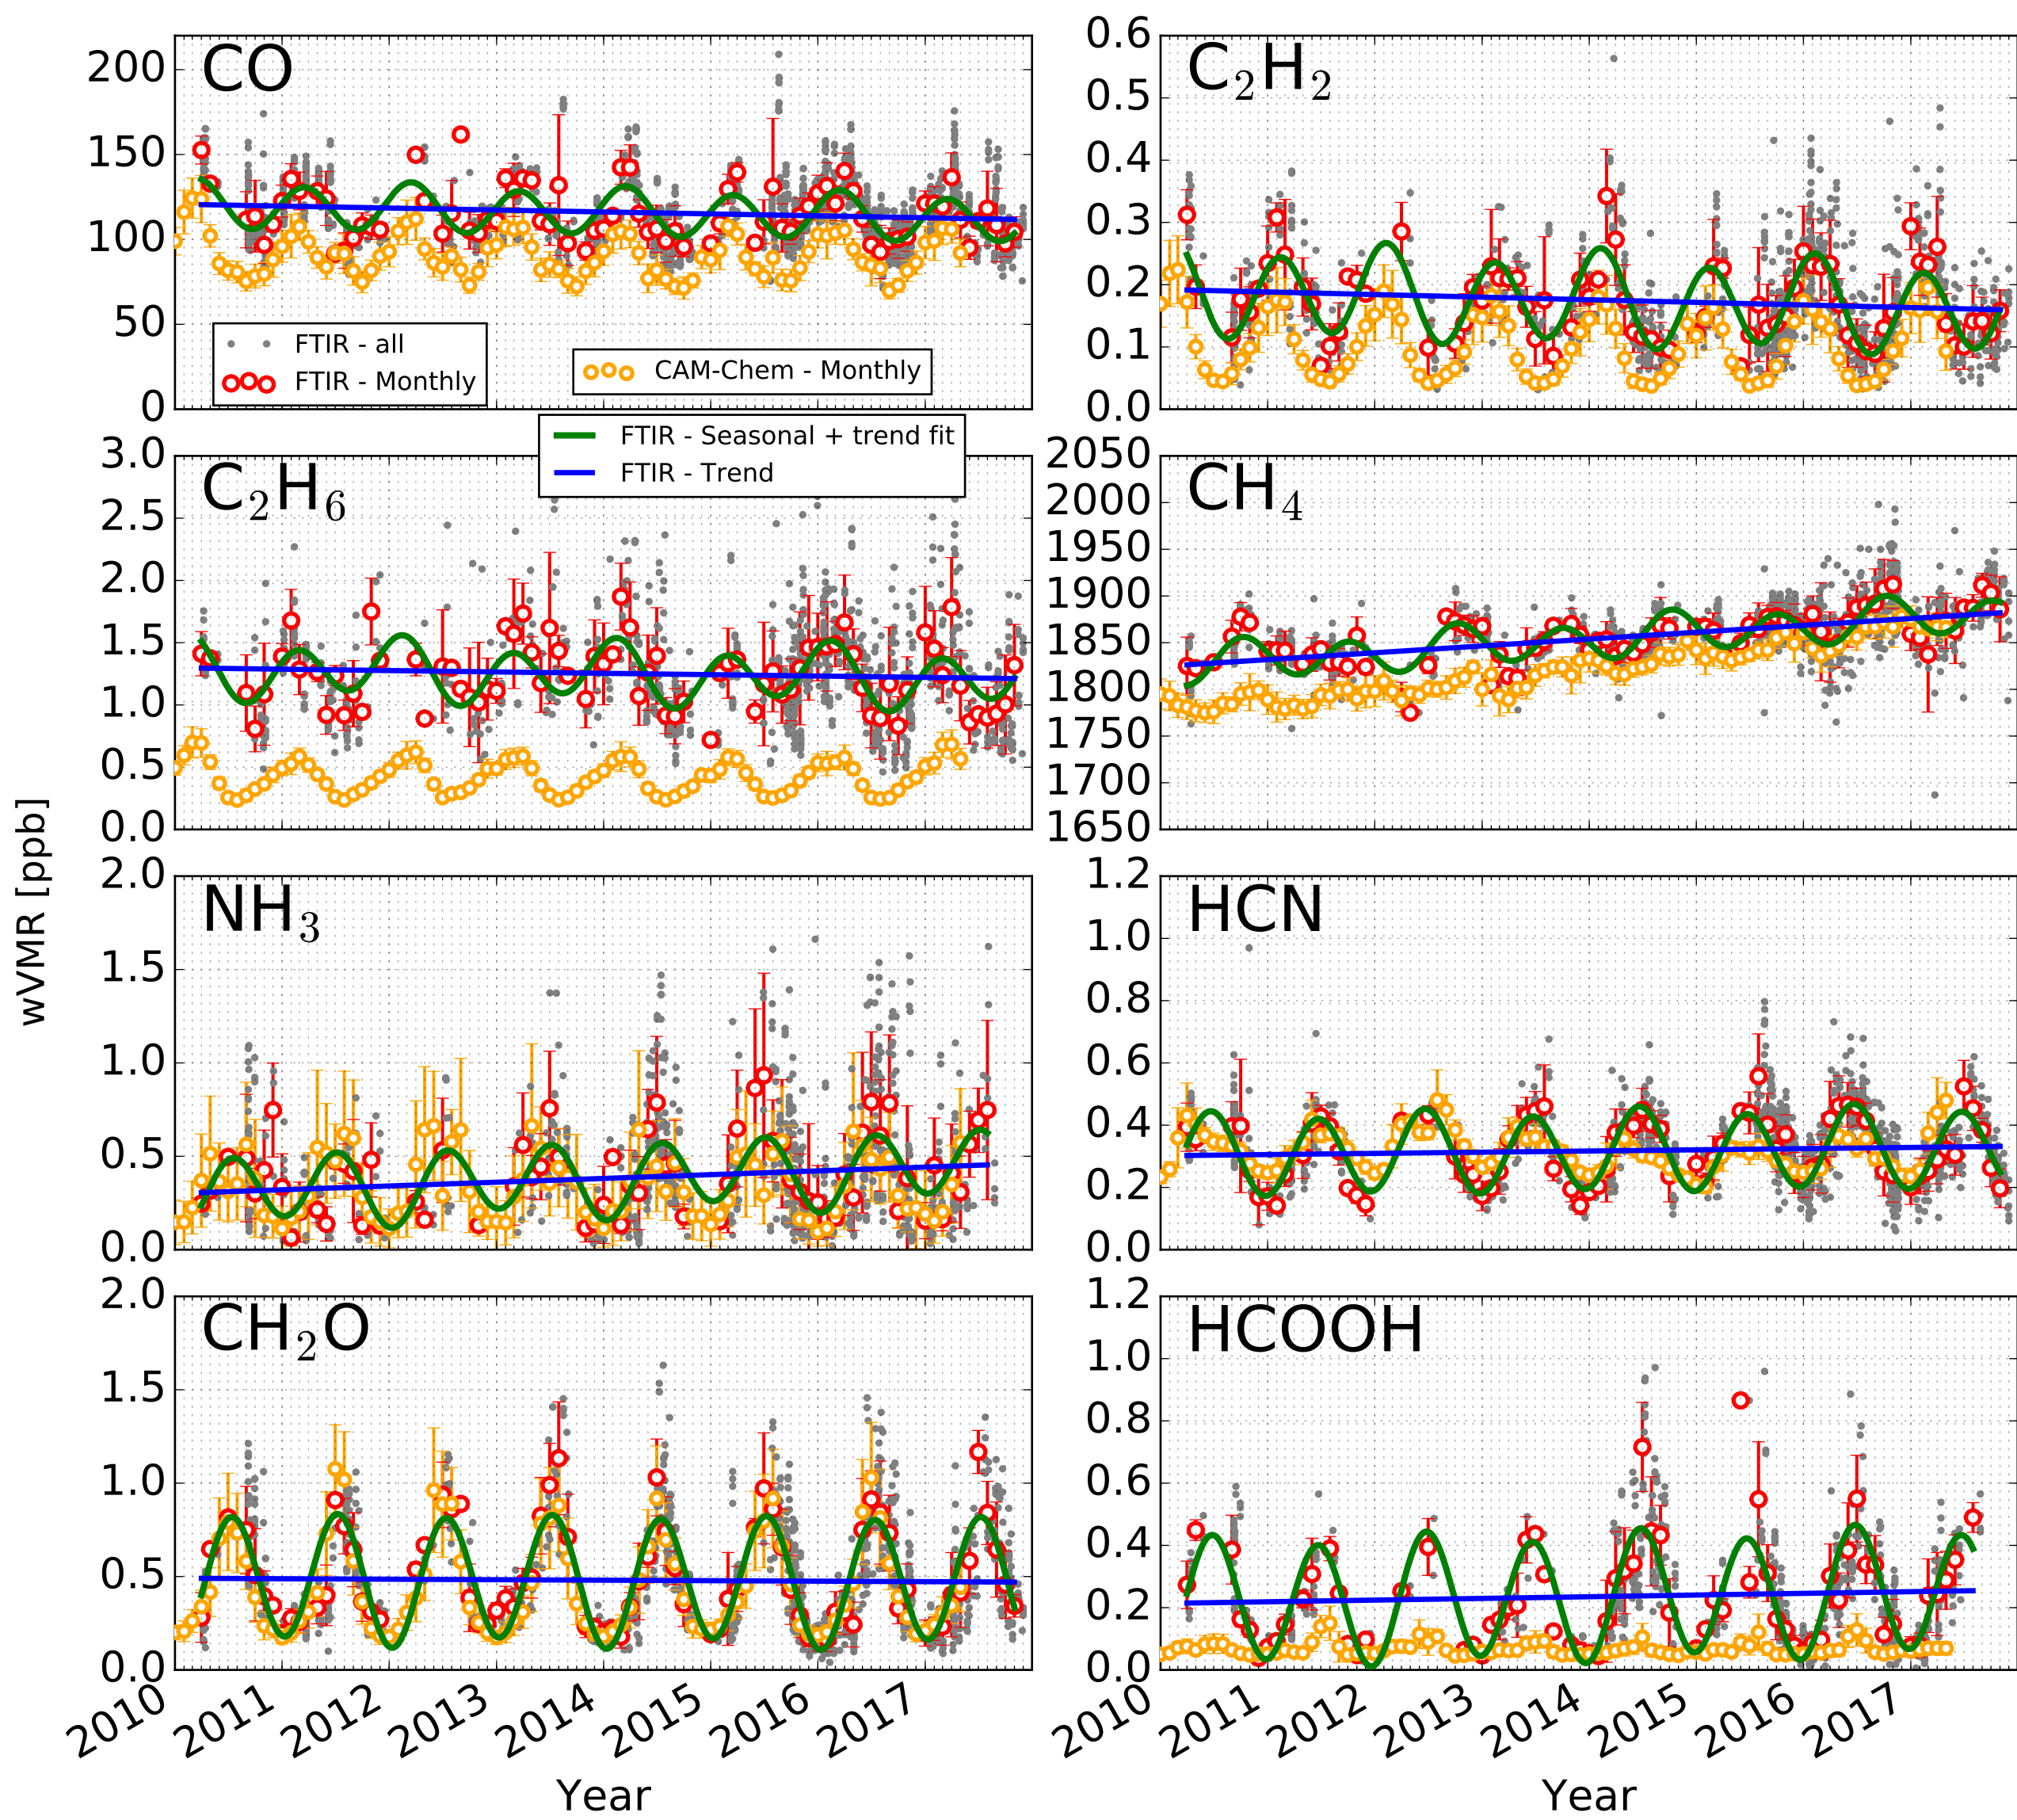 CO
200
150
100
50
0
FTIR - all
FTIR - Monthly
CAM-Chem - Monthly
C₂H₂
0.6
0.5
0.4
0.3
0.2
0.1
0.0
FTIR - Seasonal + trend fit
FTIR - Trend
C₂H₆
3.0
2.5
2.0
1.5
1.0
0.5
0.0
CH₄
2050
2000
1950
1900
1850
1800
1750
1700
1650
wVMR [ppb]
NH₃
2.0
1.5
1.0
0.5
0.0
HCN
1.2
1.0
0.8
0.6
0.4
0.2
0.0
CH₂O
2.0
1.5
1.0
0.5
0.0
HCOOH
1.2
1.0
0.8
0.6
0.4
0.2
0.0
2010 2011 2012 2013 2014 2015 2016 2017
2010 2011 2012 2013 2014 2015 2016 2017
Year
Year